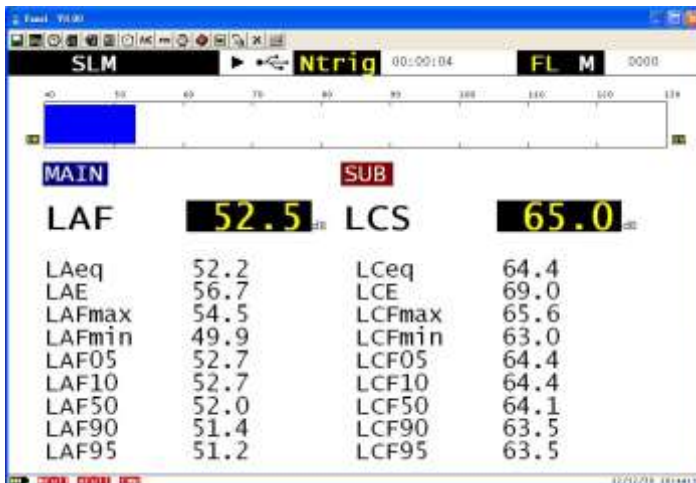 SLM Ntrig 00:00:04 FL M 0000
40 50 60 70 80 90 100 110 120 130
MAIN SUB
LAF 52.5 dB LCS 65.0 dB
LAeq 52.2 LCeq 64.4
LAE 56.7 LCE 69.0
LAFmax 54.5 LCFmax 65.6
LAFmin 49.9 LCFmin 63.0
LAF05 52.7 LCF05 64.4
LAF10 52.7 LCF10 64.4
LAF50 52.0 LCF50 64.1
LAF90 51.4 LCF90 63.5
LAF95 51.2 LCF95 63.5